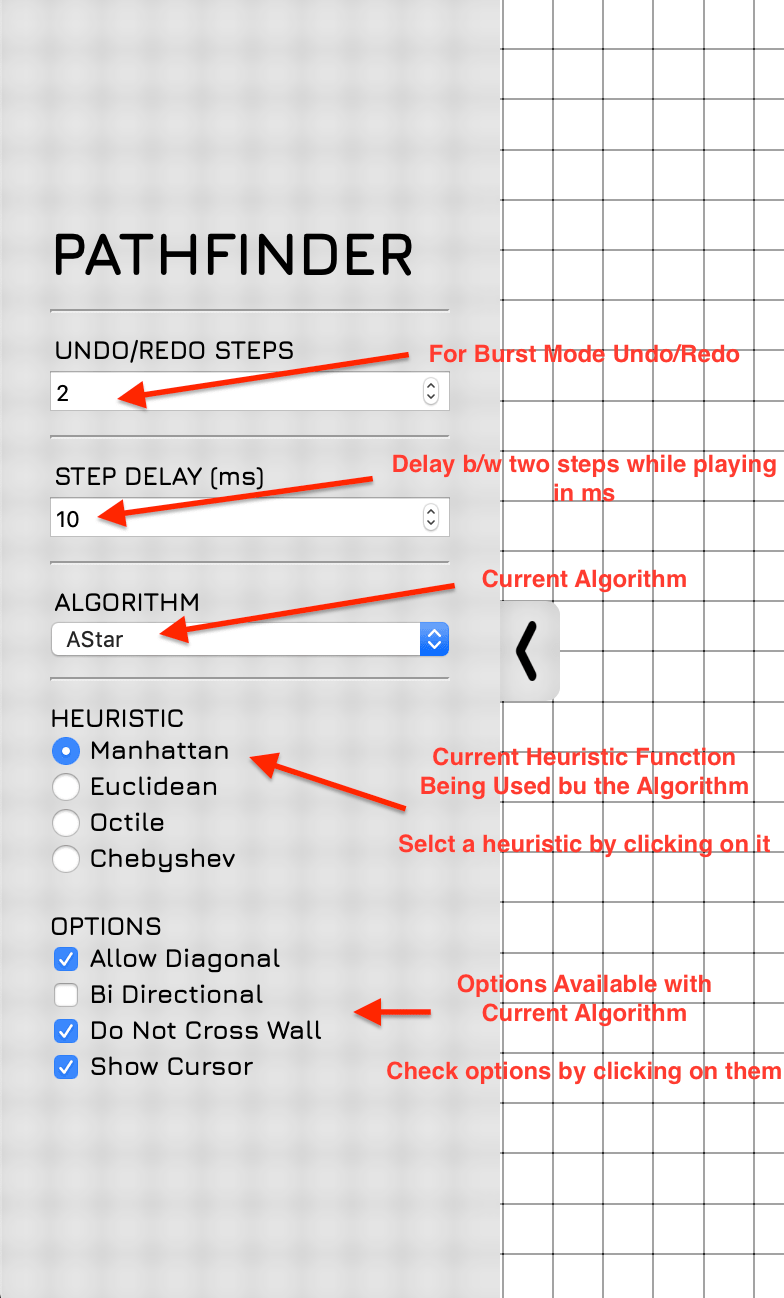 PATHFINDER
UNDO/REDO STEPS
For Burst Mode Undo/Redo
2
Delay b/w two steps while playing
in ms
STEP DELAY (ms)
10
Current Algorithm
ALGORITHM
AStar
HEURISTIC
Manhattan
Euclidean
Octile
Chebyshev
Current Heuristic Function
Being Used bu the Algorithm
Selct a heuristic by clicking on it
OPTIONS
Allow Diagonal
Bi Directional
Do Not Cross Wall
Show Cursor
Options Available with
Current Algorithm
Check options by clicking on them